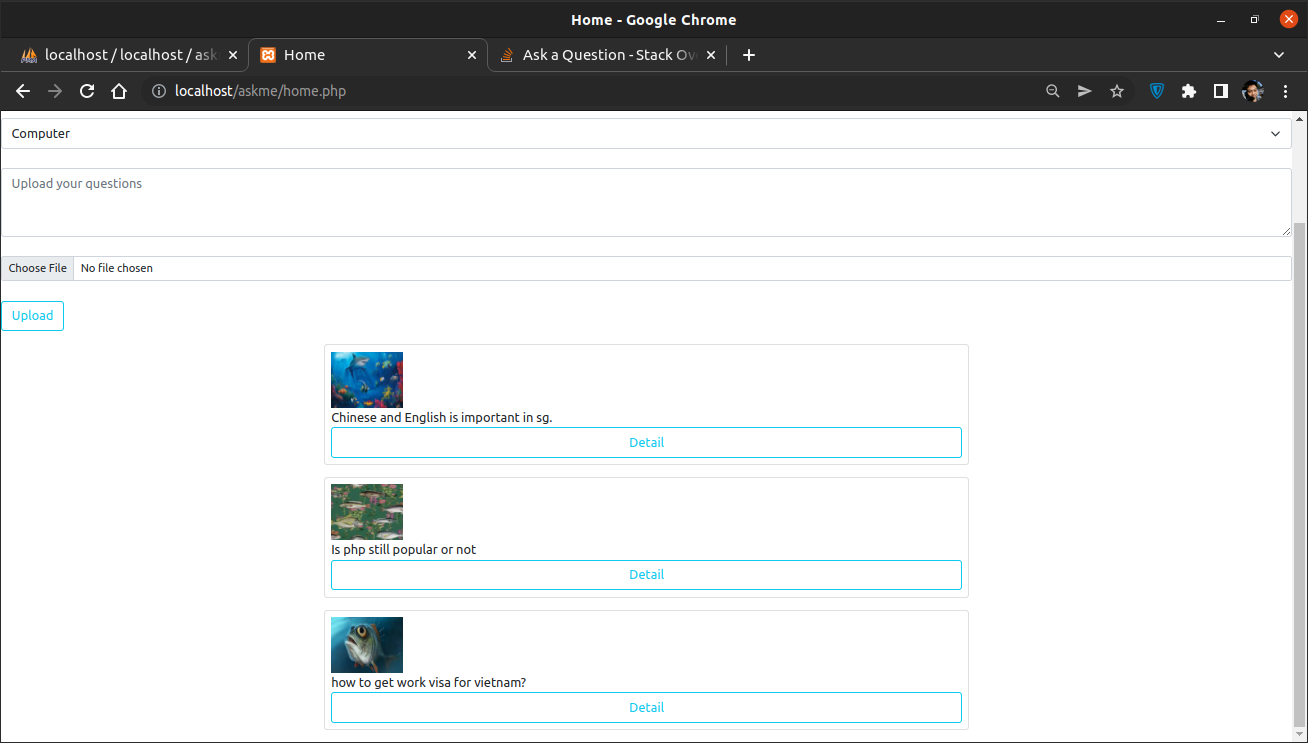 Home - Google Chrome
localhost / localhost / ask
Home
Ask a Question - Stack Ov
localhost/askme/home.php
Computer
Upload your questions
Choose File No file chosen
Upload
Chinese and English is important in sg.
Detail
Is php still popular or not
Detail
how to get work visa for vietnam?
Detail